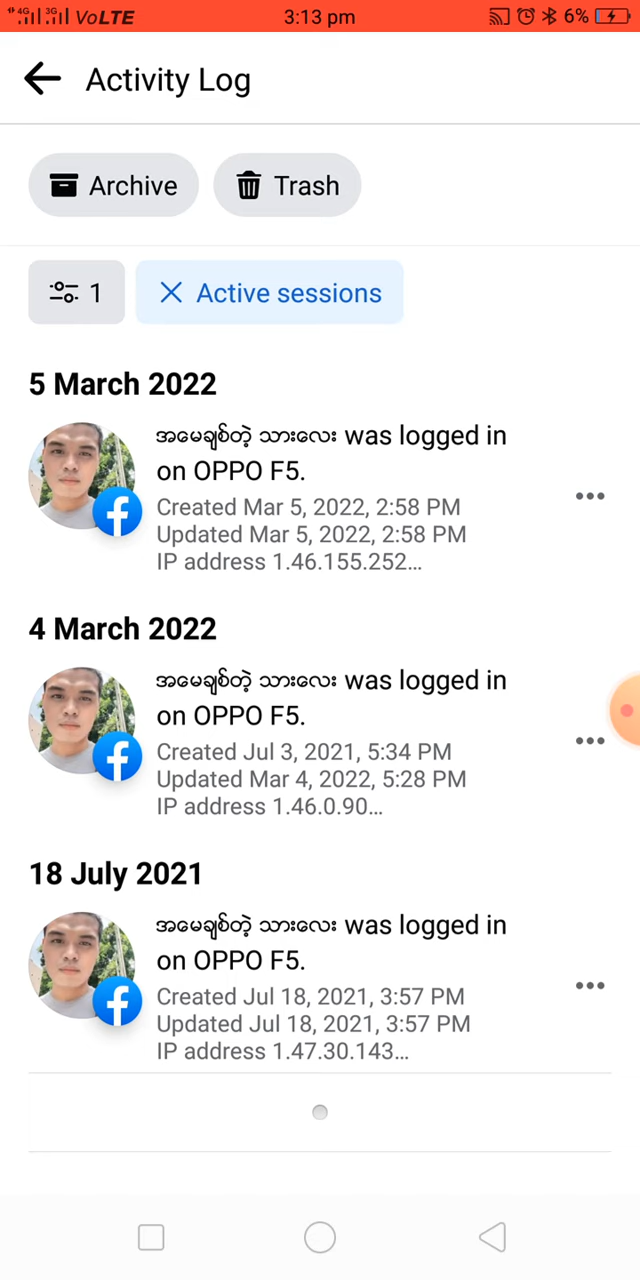 4G 3G VoLTE 3:13 pm 6%
Activity Log
Archive Trash
1 Active sessions
5 March 2022
အမေချစ်တဲ့ သားလေး was logged in
on OPPO F5.
Created Mar 5, 2022, 2:58 PM
Updated Mar 5, 2022, 2:58 PM
IP address 1.46.155.252...
4 March 2022
အမေချစ်တဲ့ သားလေး was logged in
on OPPO F5.
Created Jul 3, 2021, 5:34 PM
Updated Mar 4, 2022, 5:28 PM
IP address 1.46.0.90...
18 July 2021
အမေချစ်တဲ့ သားလေး was logged in
on OPPO F5.
Created Jul 18, 2021, 3:57 PM
Updated Jul 18, 2021, 3:57 PM
IP address 1.47.30.143...